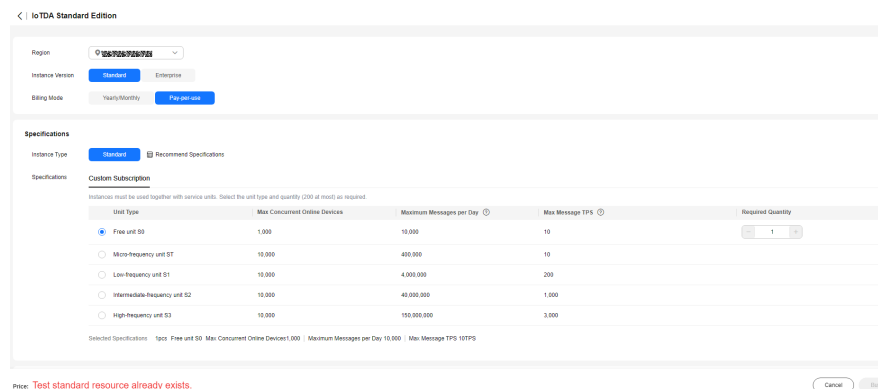 IoTDA Standard Edition
Region
Instance Version Standard Enterprise
Billing Mode Yearly/Monthly Pay-per-use
Specifications
Instance Type Standard Recommend Specifications
Specifications Custom Subscription
Instances must be used together with service units. Select the unit type and quantity (200 at most) as required.
Unit Type Max Concurrent Online Devices Maximum Messages per Day Max Message TPS Required Quantity
Free unit S0 1,000 10,000 10 1
Micro-frequency unit ST 10,000 400,000 10
Low-frequency unit S1 10,000 4,000,000 200
Intermediate-frequency unit S2 10,000 40,000,000 1,000
High-frequency unit S3 10,000 150,000,000 3,000
Selected Specifications 1pcs Free unit S0 Max Concurrent Online Devices1,000 | Maximum Messages per Day 10,000 | Max Message TPS 10TPS
Price: Test standard resource already exists. Cancel